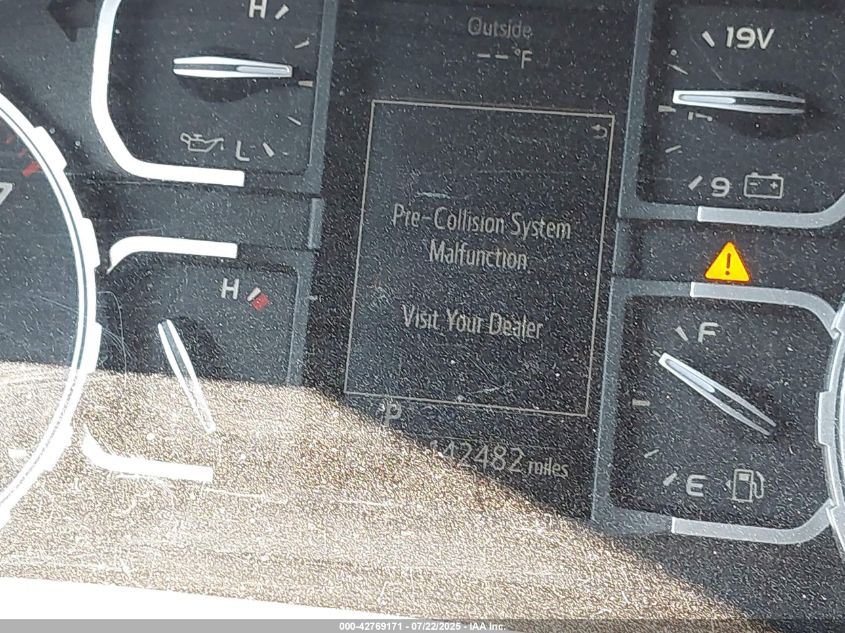 H
Outside
--°F
19V
L
9
7
Pre-Collision System
Malfunction
Visit Your Dealer
H
F
P
142482 miles
E
000-42769171 - 07/22/2025 - IAA Inc.